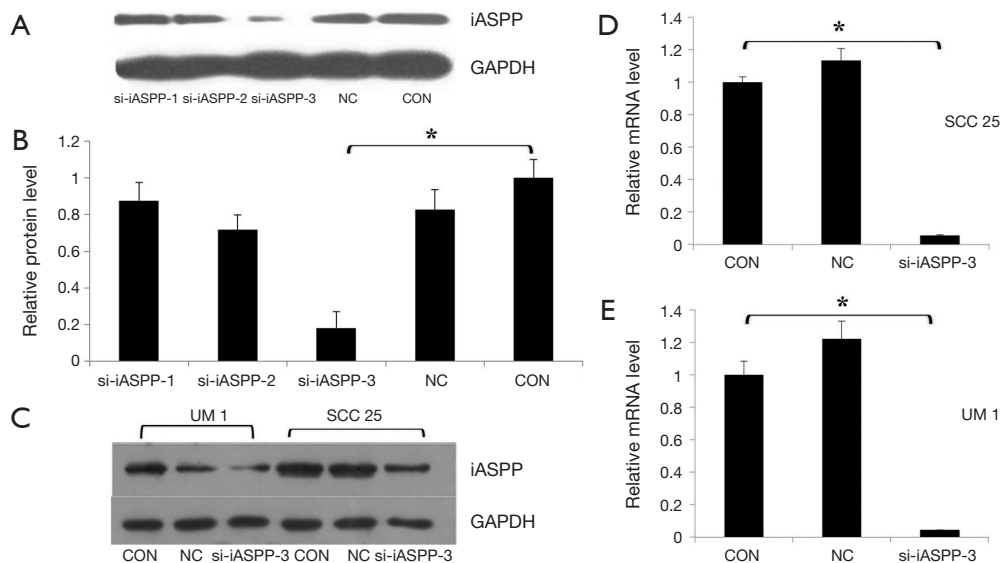 A
iASPP
GAPDH
si-iASPP-1 si-iASPP-2 si-iASPP-3 NC CON
B
Relative protein level
1.2
1
0.8
0.6
0.4
0.2
0
*
si-iASPP-1 si-iASPP-2 si-iASPP-3 NC CON
C
UM 1 SCC 25
iASPP
GAPDH
CON NC si-iASPP-3 CON NC si-iASPP-3
D
Relative mRNA level
1.4
1.2
1
0.8
0.6
0.4
0.2
0
*
SCC 25
CON NC si-iASPP-3
E
Relative mRNA level
1.4
1.2
1
0.8
0.6
0.4
0.2
0
*
UM 1
CON NC si-iASPP-3